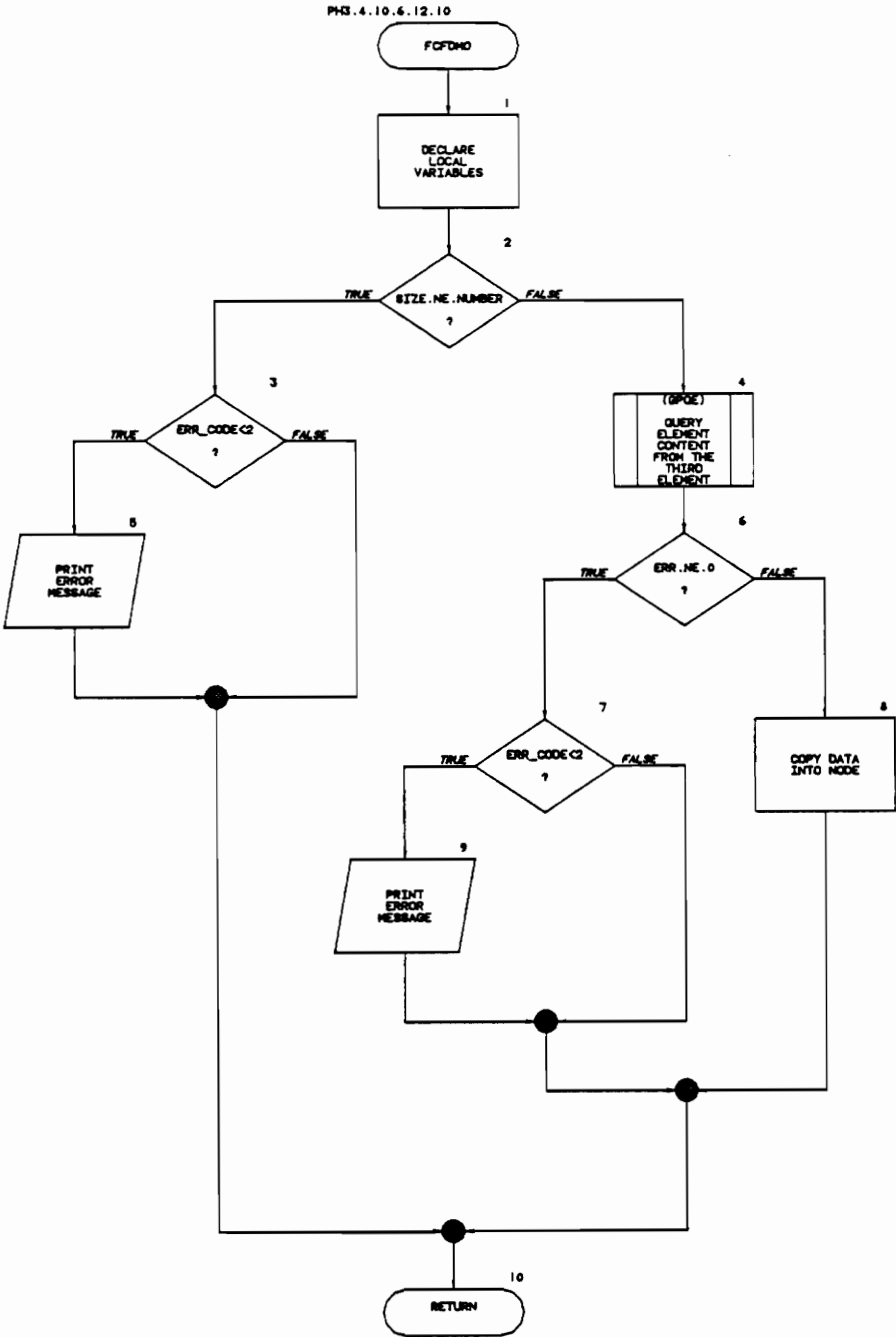 PH3.4.10.6.12.10
FCFDMO
1
DECLARE
LOCAL
VARIABLES
2
TRUE
SIZE.NE.NUMBER
FALSE
?
3
TRUE
ERR_CODE<2
FALSE
?
4
(GPQE)
QUERY
ELEMENT
CONTENT
FROM THE
THIRD
ELEMENT
5
PRINT
ERROR
MESSAGE
6
TRUE
ERR.NE.0
FALSE
?
7
TRUE
ERR_CODE<2
FALSE
?
8
COPY DATA
INTO NODE
9
PRINT
ERROR
MESSAGE
10
RETURN